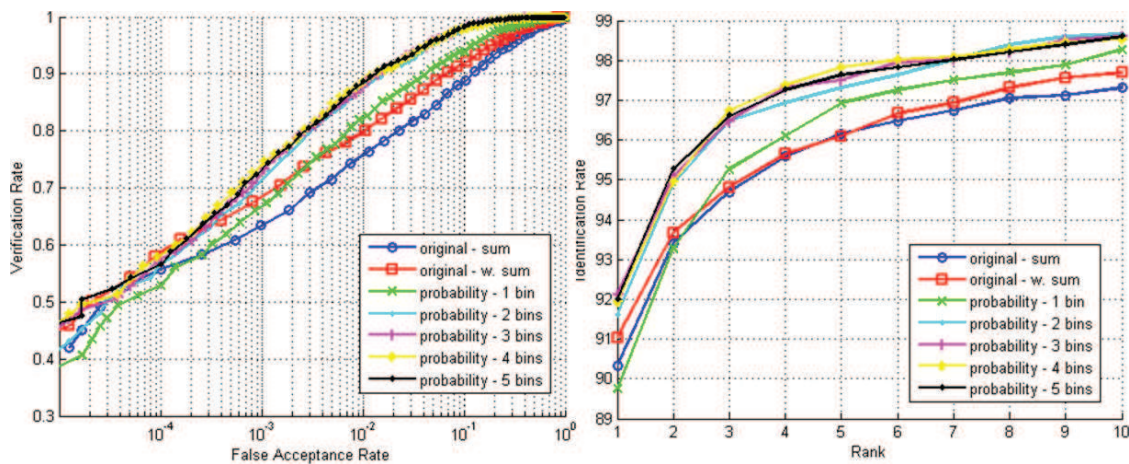 1
0.9
0.8
0.7
0.6
0.5
0.4
0.3
Verification Rate
10-4
10-3
10-2
10-1
100
False Acceptance Rate
original - sum
original - w. sum
probability - 1 bin
probability - 2 bins
probability - 3 bins
probability - 4 bins
probability - 5 bins
99
98
97
96
95
94
93
92
91
90
89
Identification Rate
1 2 3 4 5 6 7 8 9 10
Rank
original - sum
original - w. sum
probability - 1 bin
probability - 2 bins
probability - 3 bins
probability - 4 bins
probability - 5 bins